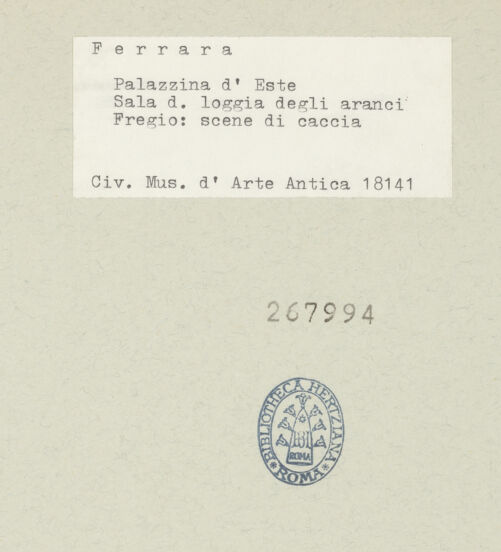 Ferrara
Palazzina d' Este
Sala d. loggia degli aranci
Fregio: scene di caccia
Civ. Mus. d' Arte Antica 18141
267994
BIBLIOTHECA HERTZIANA
ROMA
ROMA